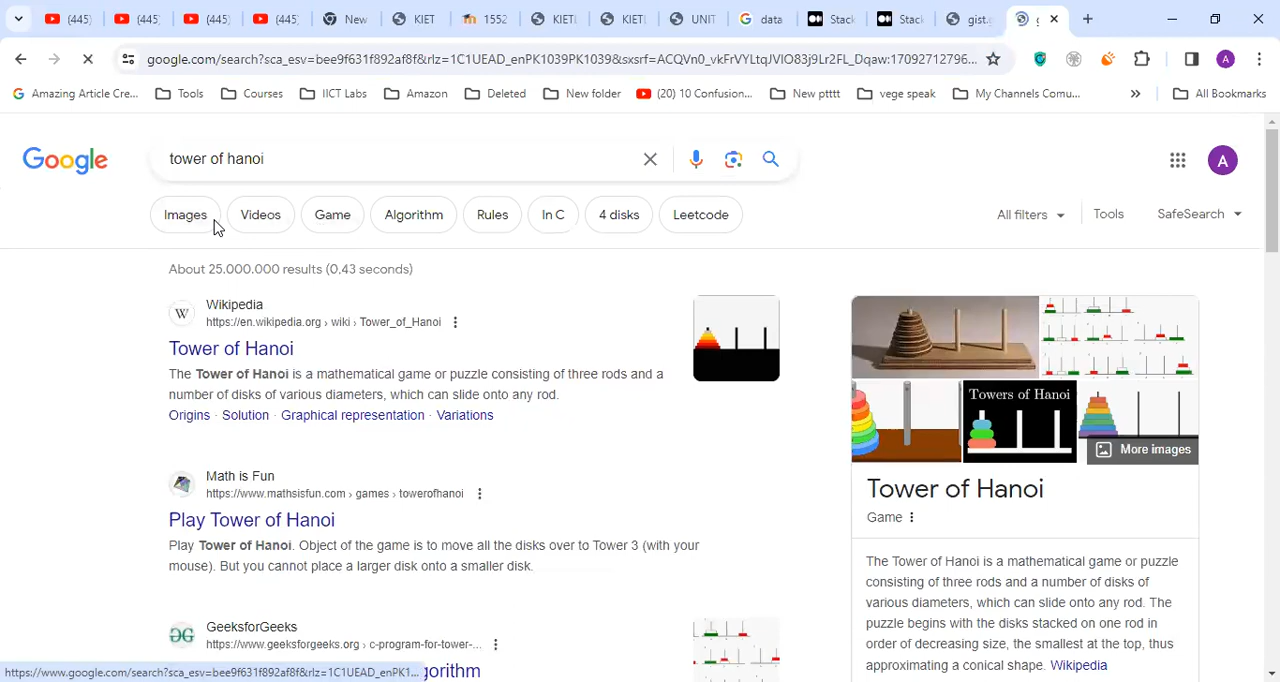 (445) (445) (445) (445) New KIET 1552 KIETL KIETL UNIT data Stack Stack gist.g
google.com/search?sca_esv=bee9f631f892af8f&rlz=1C1UEAD_enPK1039PK1039&sxsrf=ACQVn0_vkFrVYLtqJVIO83j9Lr2FL_Dqaw:17092712796... A
Amazing Article Cre... Tools Courses IICT Labs Amazon Deleted New folder (20) 10 Confusion... New ptttt vege speak My Channels Comu... » All Bookmarks
Google tower of hanoi A
Images Videos Game Algorithm Rules In C 4 disks Leetcode All filters Tools SafeSearch
About 25.000.000 results (0,43 seconds)
W Wikipedia
https://en.wikipedia.org › wiki › Tower_of_Hanoi
Tower of Hanoi
The Tower of Hanoi is a mathematical game or puzzle consisting of three rods and a
number of disks of various diameters, which can slide onto any rod.
Origins · Solution · Graphical representation · Variations
Towers of Hanoi
More images
Math is Fun
https://www.mathsisfun.com › games › towerofhanoi
Play Tower of Hanoi
Play Tower of Hanoi. Object of the game is to move all the disks over to Tower 3 (with your
mouse). But you cannot place a larger disk onto a smaller disk.
GeeksforGeeks
https://www.geeksforgeeks.org › c-program-for-tower-...
gorithm
https://www.google.com/search?sca_esv=bee9f631f892af8f&rlz=1C1UEAD_enPK1...
Tower of Hanoi
Game
The Tower of Hanoi is a mathematical game or puzzle
consisting of three rods and a number of disks of
various diameters, which can slide onto any rod. The
puzzle begins with the disks stacked on one rod in
order of decreasing size, the smallest at the top, thus
approximating a conical shape. Wikipedia